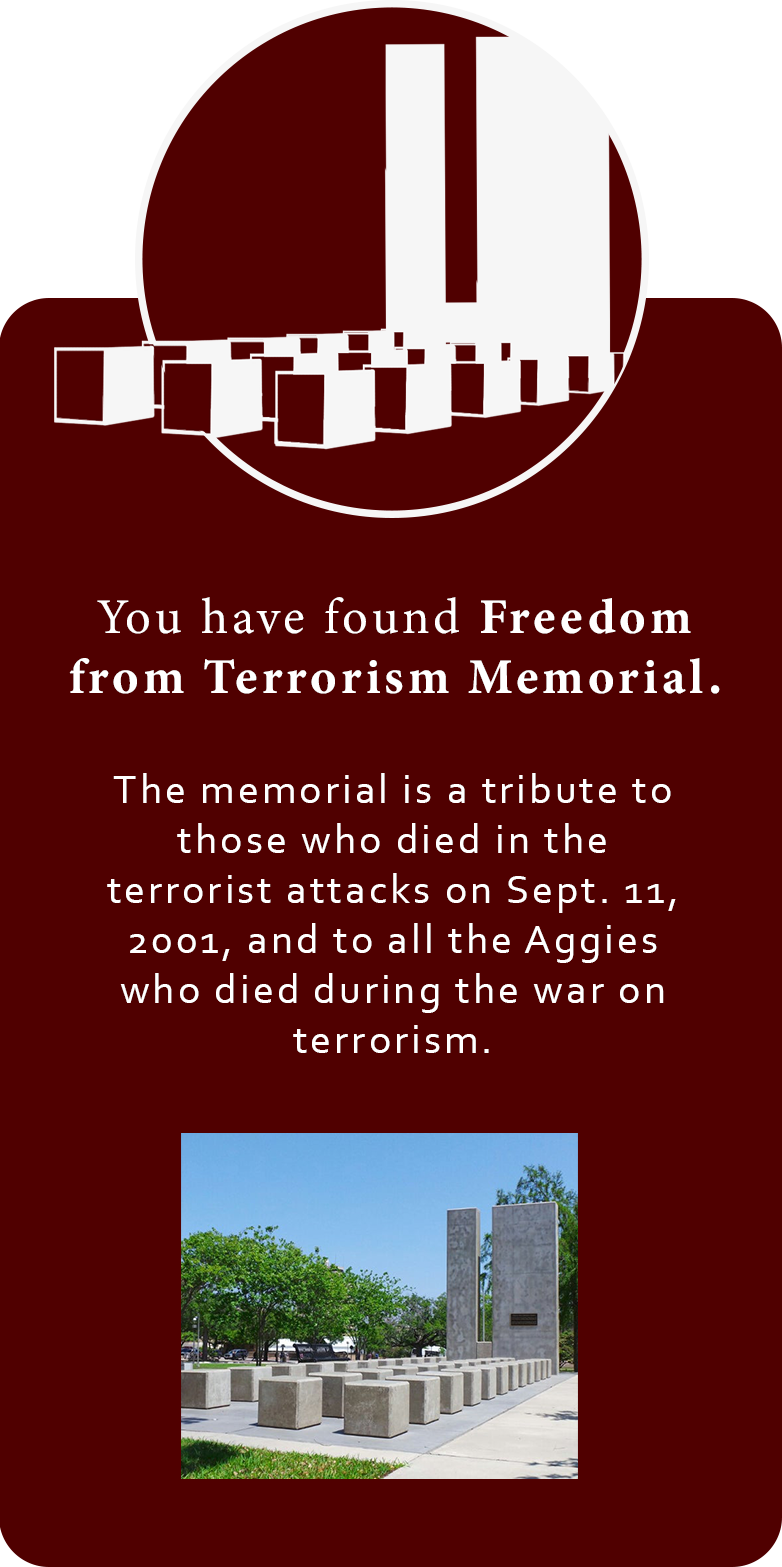 You have found Freedom
from Terrorism Memorial.
The memorial is a tribute to
those who died in the
terrorist attacks on Sept. 11,
2001, and to all the Aggies
who died during the war on
terrorism.